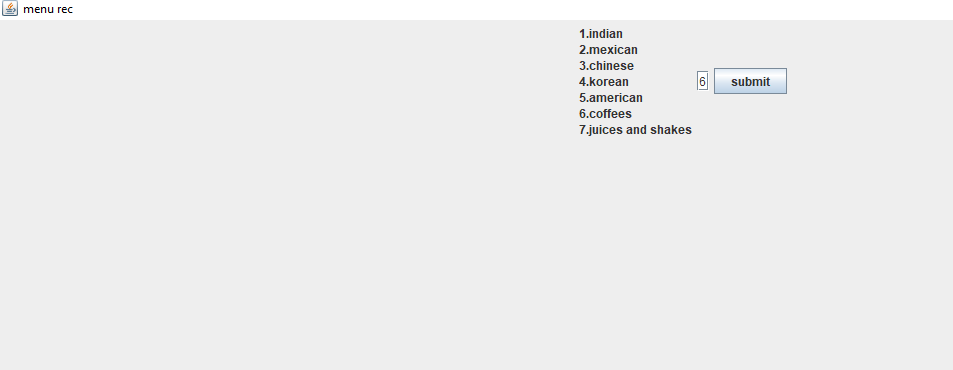 menu rec
1.indian
2.mexican
3.chinese
4.korean
5.american
6.coffees
7.juices and shakes
6
submit